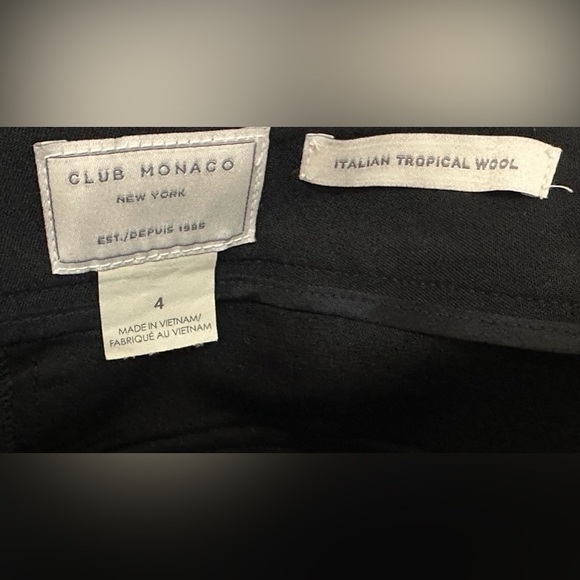 CLUB MONACO
NEW YORK
EST./DEPUIS 1985
4
MADE IN VIETNAM/
FABRIQUÉ AU VIETNAM
ITALIAN TROPICAL WOOL